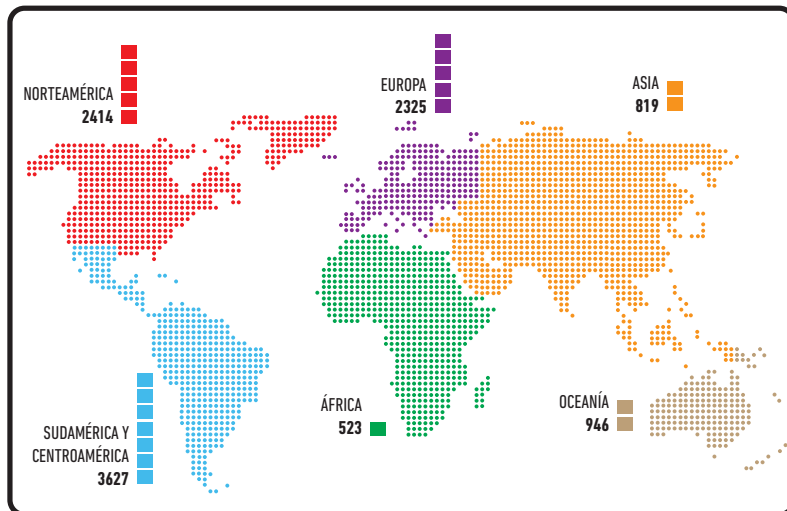 NORTEAMÉRICA
2414
EUROPA
2325
ASIA
819
SUDAMÉRICA Y
CENTROAMÉRICA
3627
ÁFRICA
523
OCEANÍA
946